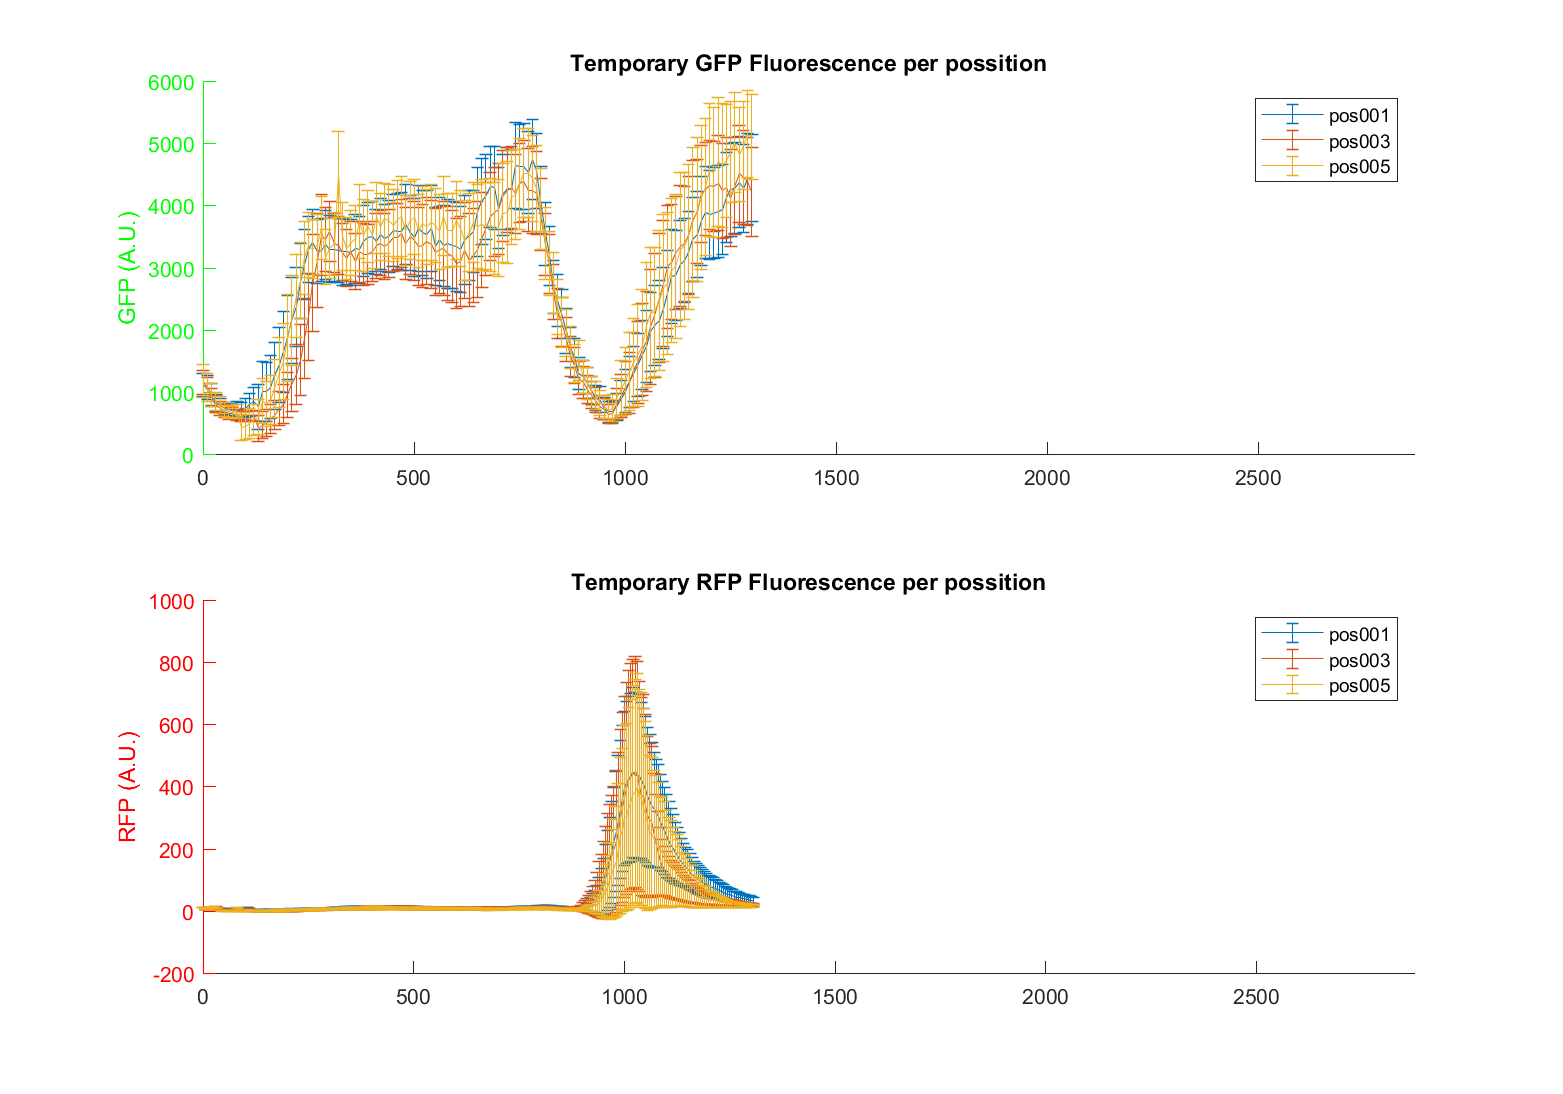 Temporary GFP Fluorescence per possition
6000
5000
4000
3000
2000
1000
0
GFP (A.U.)
0 500 1000 1500 2000 2500
pos001
pos003
pos005
Temporary RFP Fluorescence per possition
1000
800
600
400
200
0
-200
RFP (A.U.)
0 500 1000 1500 2000 2500
pos001
pos003
pos005